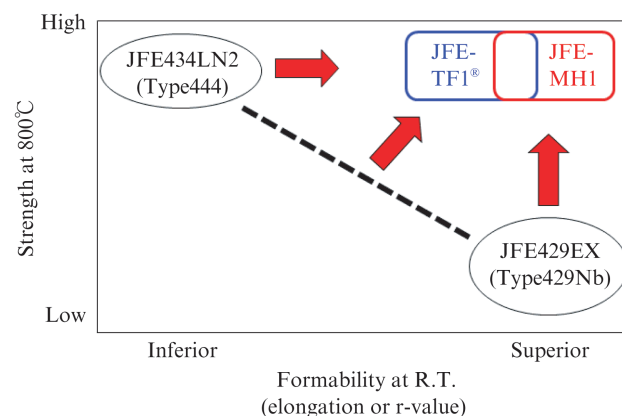 High
JFE434LN2
(Type444)
JFE-
TF1®
JFE-
MH1
Strength at 800℃
JFE429EX
(Type429Nb)
Low
Inferior
Superior
Formability at R.T.
(elongation or r-value)